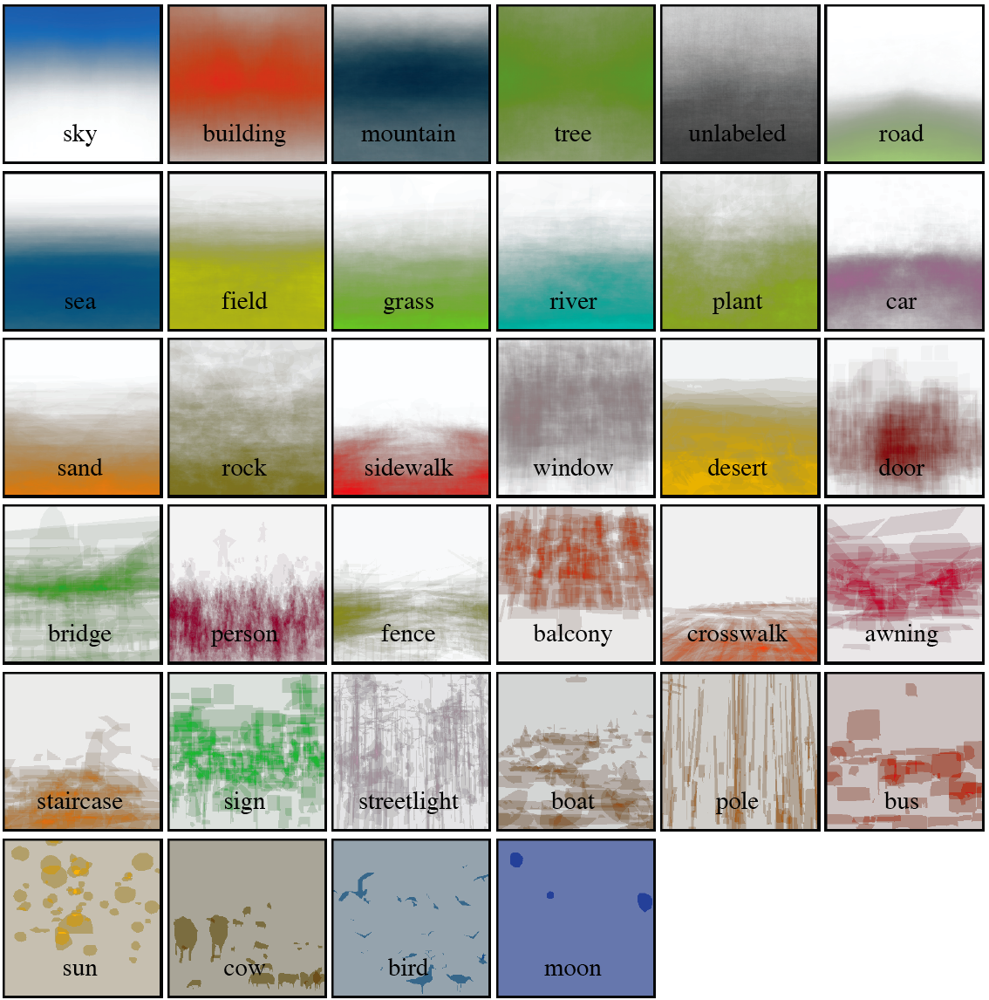 sky building mountain tree unlabeled road
sea field grass river plant car
sand rock sidewalk window desert door
bridge person fence balcony crosswalk awning
staircase sign streetlight boat pole bus
sun cow bird moon